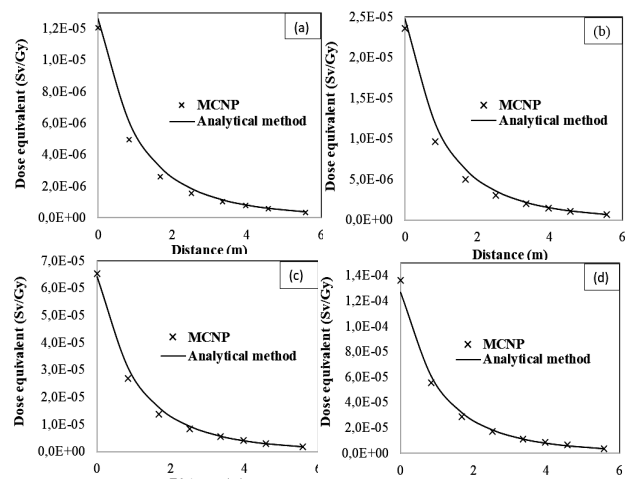 (a)
Dose equivalent (Sv/Gy)
1,2E-05
1,0E-05
8,0E-06
6,0E-06
4,0E-06
2,0E-06
0,0E+00
MCNP
Analytical method
0 2 4 6
Distance (m)
(b)
Dose equivalent (Sv/Gy)
2,5E-05
2,0E-05
1,5E-05
1,0E-05
5,0E-06
0,0E+00
MCNP
Analytical method
0 2 4 6
Distance (m)
(c)
Dose equivalent (Sv/Gy)
7,0E-05
6,0E-05
5,0E-05
4,0E-05
3,0E-05
2,0E-05
1,0E-05
0,0E+00
MCNP
Analytical method
0 2 4 6
(d)
Dose equivalent (Sv/Gy)
1,4E-04
1,2E-04
1,0E-04
8,0E-05
6,0E-05
4,0E-05
2,0E-05
0,0E+00
MCNP
Analytical method
0 2 4 6